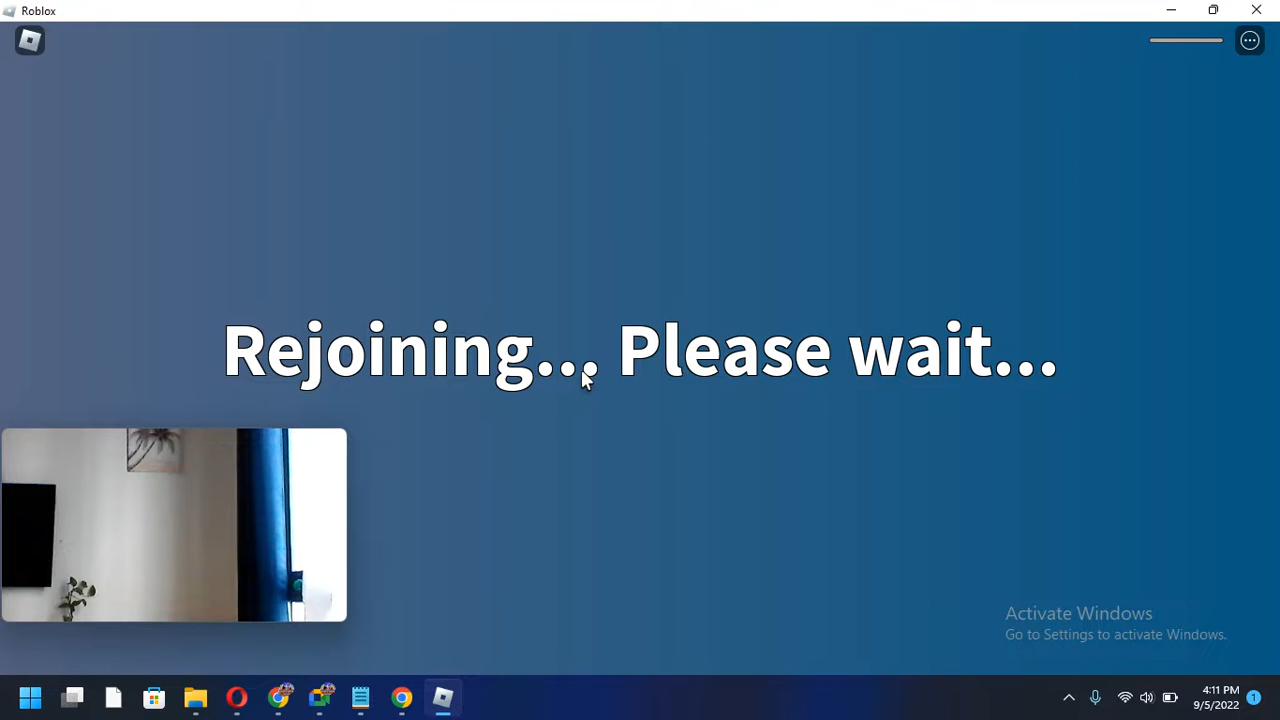 Roblox
Rejoining... Please wait...
Activate Windows
Go to Settings to activate Windows.
4:11 PM
9/5/2022
1